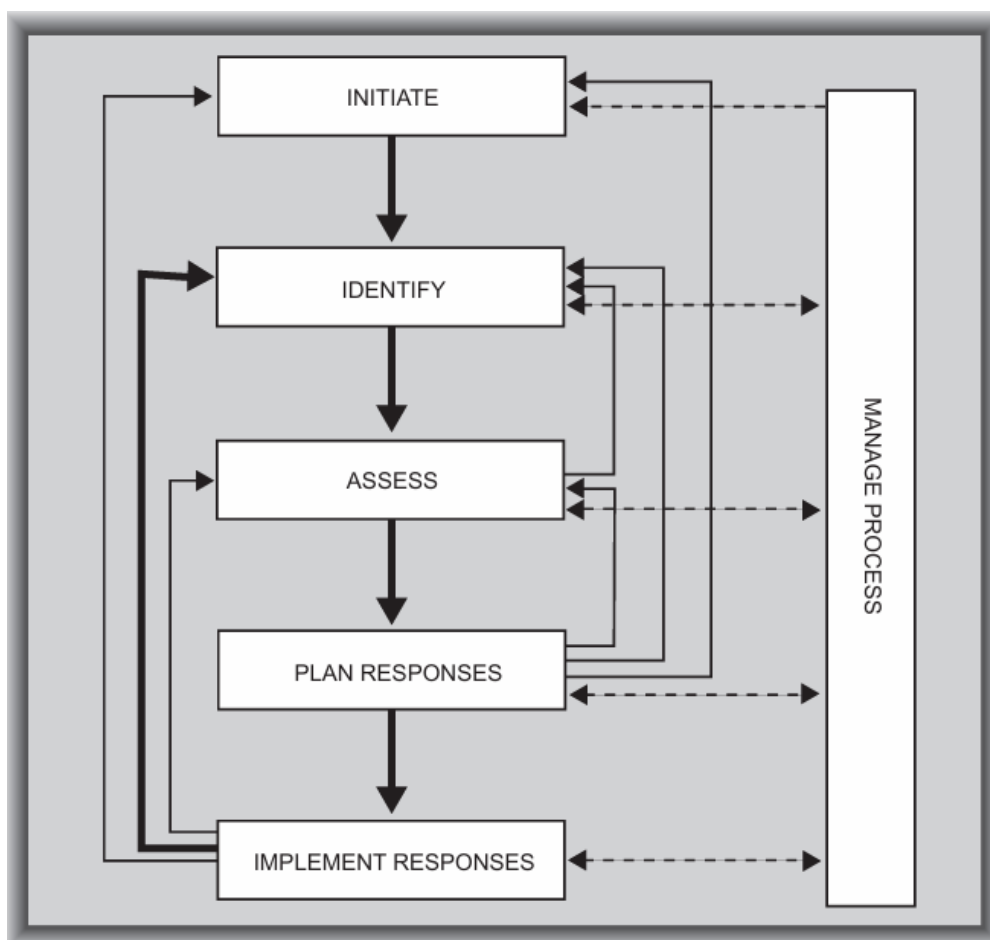 INITIATE
IDENTIFY
ASSESS
PLAN RESPONSES
IMPLEMENT RESPONSES
MANAGE PROCESS